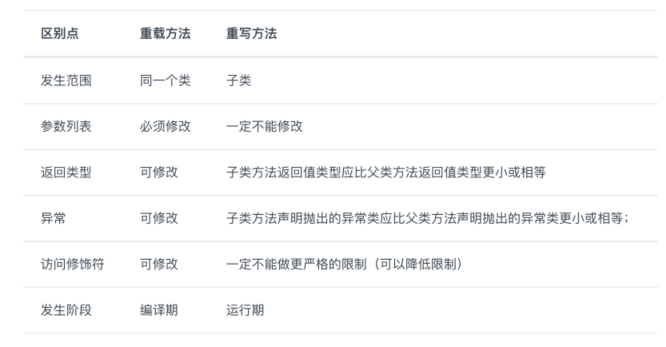 区别点 重载方法 重写方法
发生范围 同一个类 子类
参数列表 必须修改 一定不能修改
返回类型 可修改 子类方法返回值类型应比父类方法返回值类型更小或相等
异常 可修改 子类方法声明抛出的异常类应比父类方法声明抛出的异常类更小或相等；
访问修饰符 可修改 一定不能做更严格的限制（可以降低限制）
发生阶段 编译期 运行期